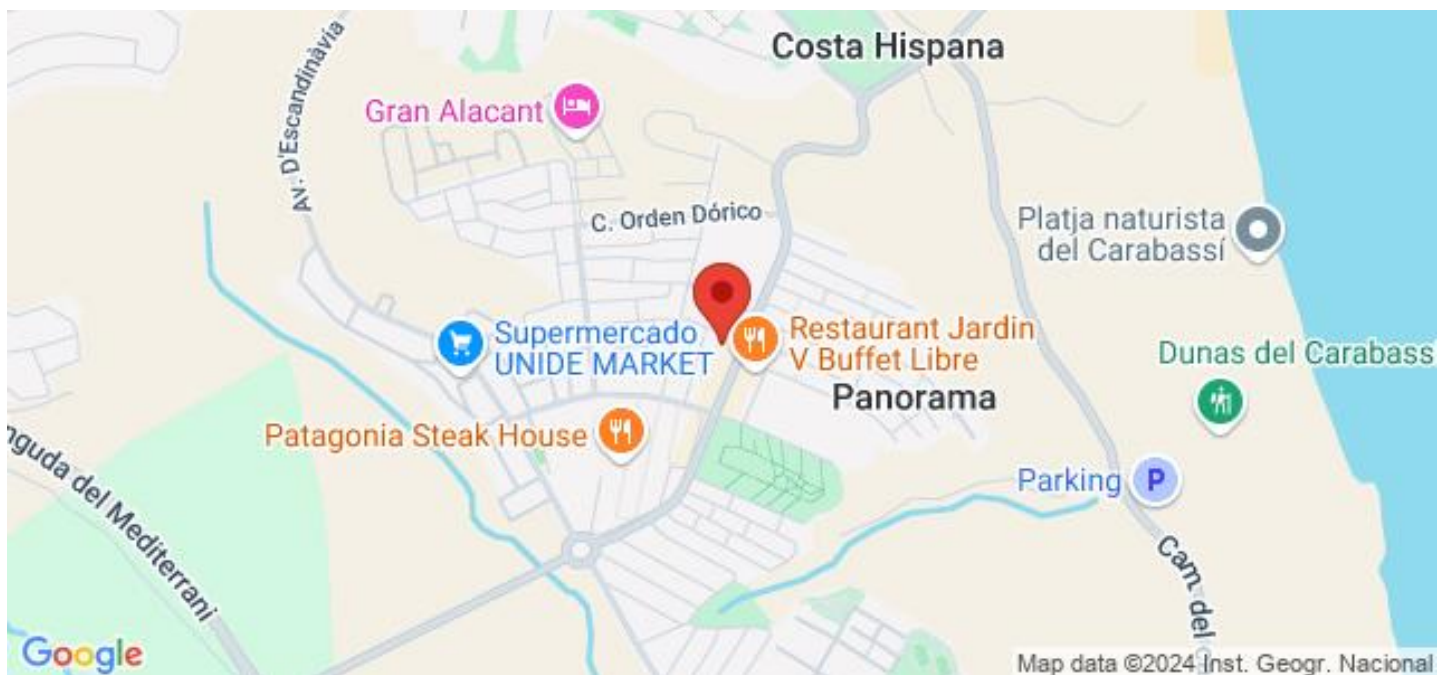 Costa Hispana
Av. D'Escandinàvia
Gran Alacant
C. Orden Dórico
Platja naturista
del Carabassí
Supermercado
UNIDE MARKET
Restaurant Jardin
V Buffet Libre
Dunas del Carabass
Panorama
Patagonia Steak House
nguda del Mediterrani
Parking
P
Cam. del
Google
Map data ©2024 Inst. Geogr. Nacional